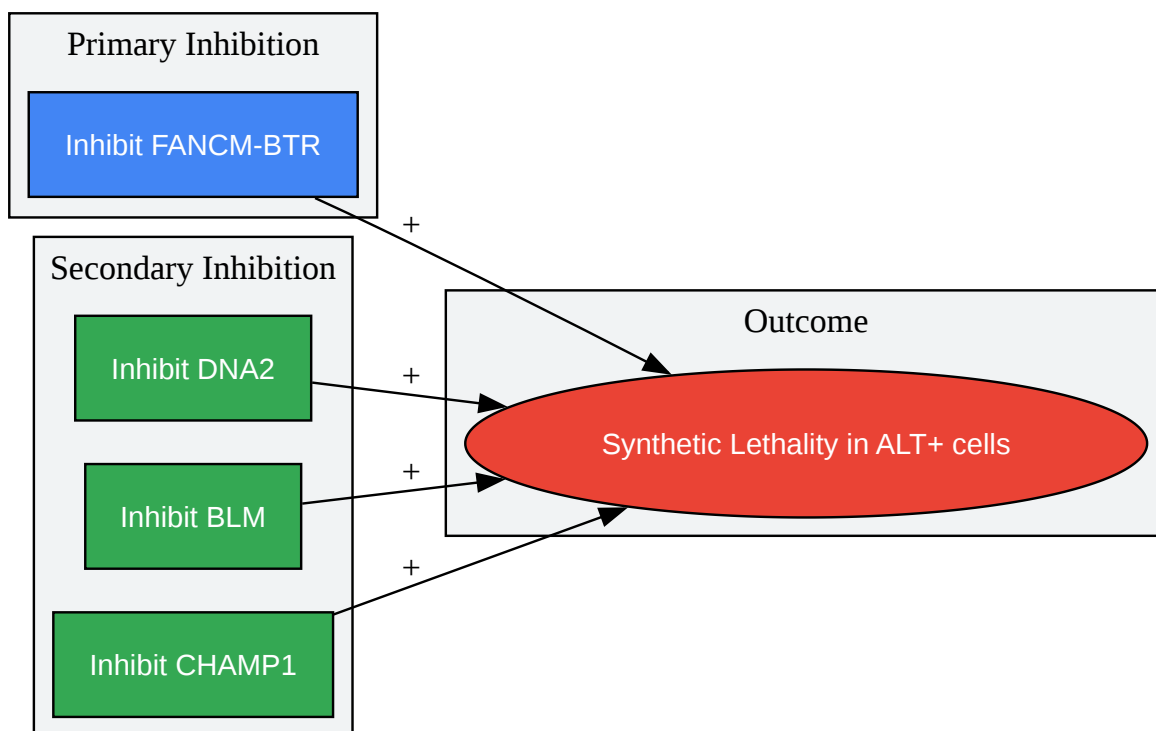 Primary Inhibition
Inhibit FANCM-BTR
+
Secondary Inhibition
Inhibit DNA2
+
Inhibit BLM
+
Inhibit CHAMP1
+
Outcome
Synthetic Lethality in ALT+ cells